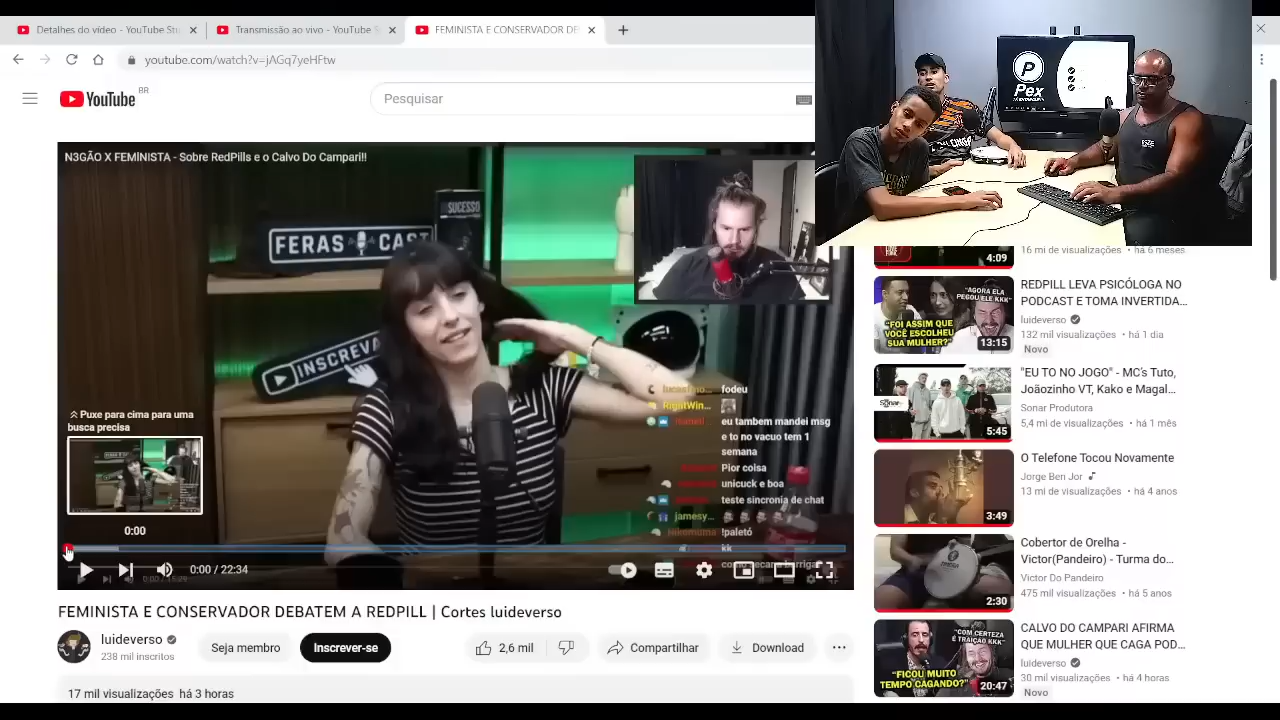 Detalhes do vídeo - YouTube Stu
Transmissão ao vivo - YouTube S
FEMINISTA E CONSERVADOR DE
youtube.com/watch?v=jAGq7yeHFtw
YouTube
BR
Pesquisar
P
Pex
N3GÃO X FEMINISTA - Sobre RedPills e o Calvo Do Campari!!
SUCESSO
FERAS CAST
INSCREV
fodeu
RightWin...
eu tambem mandei msg
e to no vacuo tem 1
semana
Pior coisa
unicuck e boa
teste sincronia de chat
jamesy...
!paletó
kk
Puxe para cima para uma
busca precisa
0:00
0:00 / 22:34
FEMINISTA E CONSERVADOR DEBATEM A REDPILL | Cortes luideverso
luideverso
238 mil inscritos
Seja membro
Inscrever-se
2,6 mil
Compartilhar
Download
17 mil visualizações há 3 horas
16 mi de visualizações • há 6 meses
4:09
"AGORA ELA
PEGOU ELE KKK"
"FOI ASSIM QUE
VOCÊ ESCOLHEU
SUA MULHER?"
13:15
REDPILL LEVA PSICÓLOGA NO
PODCAST E TOMA INVERTIDA...
luideverso
132 mil visualizações • há 1 dia
Novo
Sonar
5:45
"EU TO NO JOGO" - MC's Tuto,
Joãozinho VT, Kako e Magal...
Sonar Produtora
5,4 mi de visualizações • há 1 mês
3:49
O Telefone Tocou Novamente
Jorge Ben Jor
13 mi de visualizações • há 4 anos
2:30
Cobertor de Orelha -
Victor(Pandeiro) - Turma do...
Victor Do Pandeiro
475 mil visualizações • há 5 anos
"COM CERTEZA
É TRAIÇÃO KKK"
"FICOU MUITO
TEMPO CAGANDO?"
20:47
CALVO DO CAMPARI AFIRMA
QUE MULHER QUE CAGA POD...
luideverso
30 mil visualizações • há 4 horas
Novo